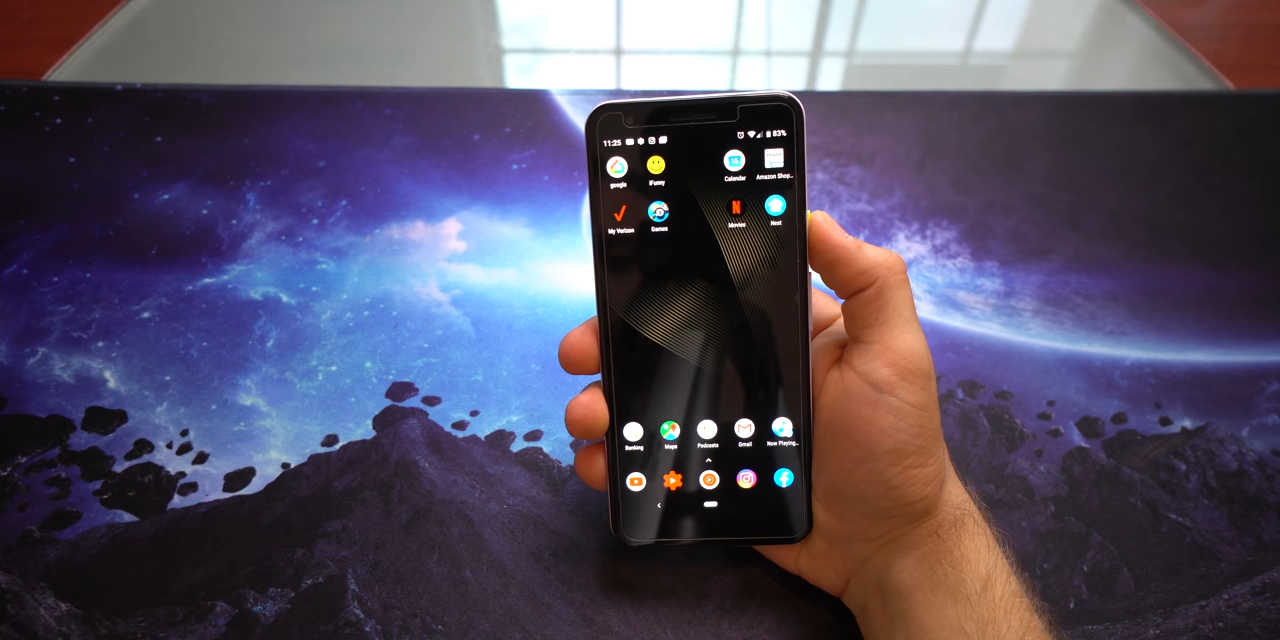 11:25 83%
google iFunny Calendar Amazon Shop...
My Verizon Games Movies Nest
Banking Maps Podcasts Gmail Now Playing...